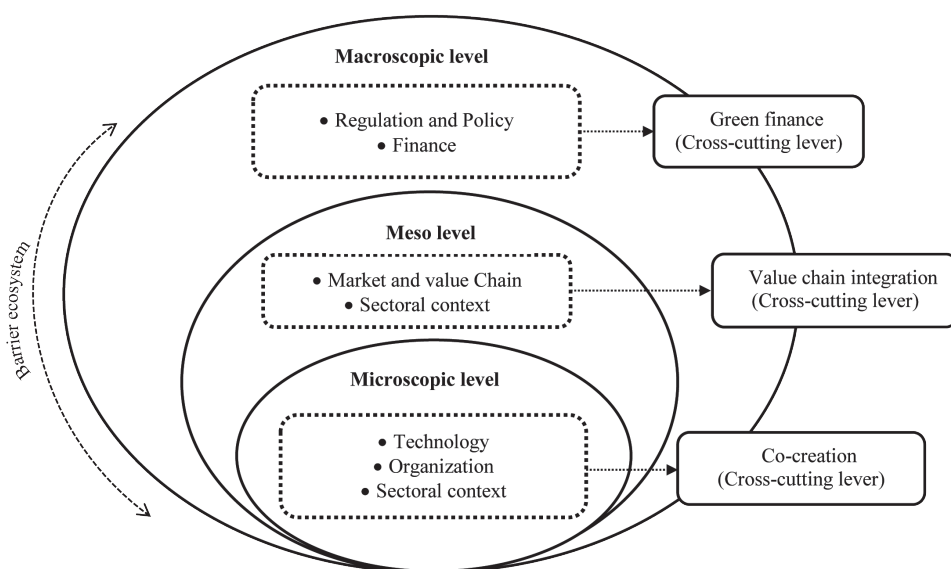 Macroscopic level
● Regulation and Policy
● Finance
Green finance
(Cross-cutting lever)
Meso level
● Market and value Chain
● Sectoral context
Value chain integration
(Cross-cutting lever)
Microscopic level
● Technology
● Organization
● Sectoral context
Co-creation
(Cross-cutting lever)
Barrier ecosystem